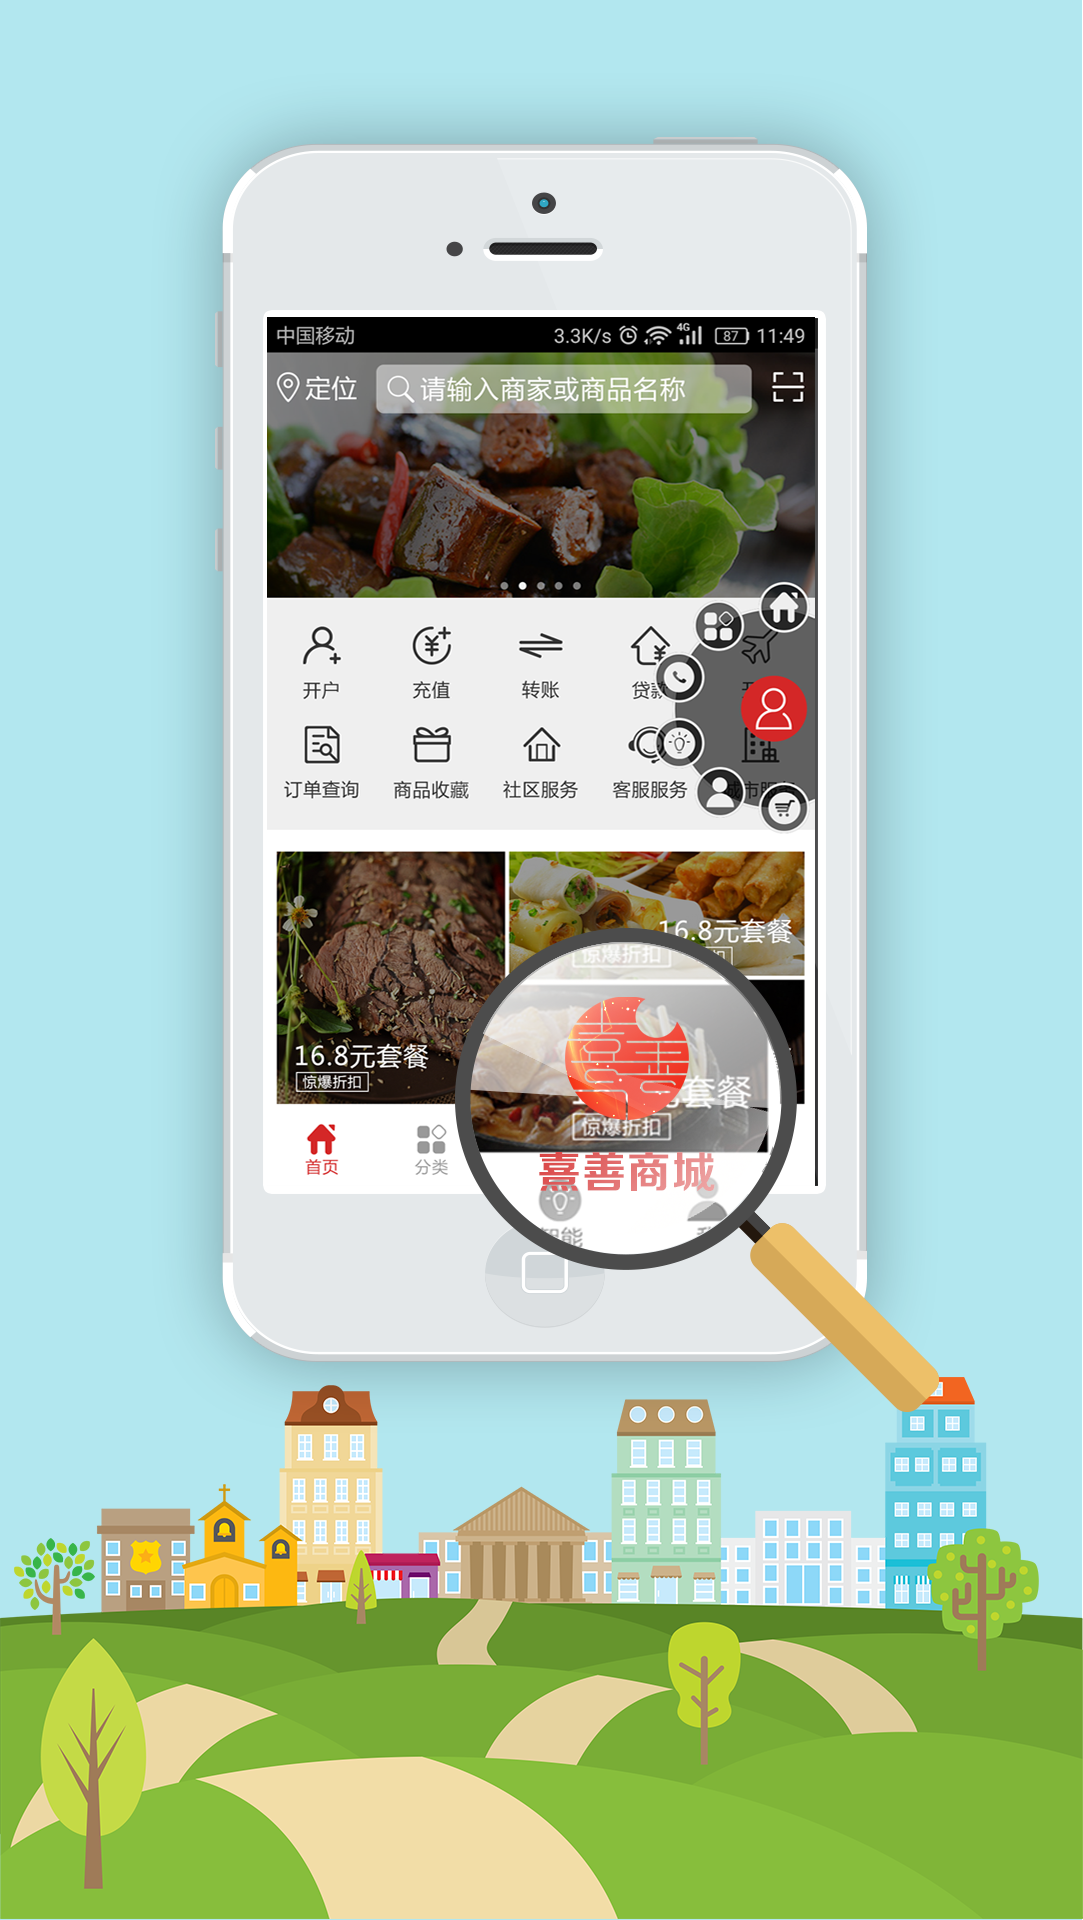 中国移动 3.3K/s 4G 87 11:49
定位 请输入商家或商品名称
开户 充值 转账 贷款
订单查询 商品收藏 社区服务 客服服务 城市服务
16.8元套餐
惊爆折扣
16.8元套餐
惊爆折扣
嘉善
套餐
惊爆折扣
嘉善商城
首页 分类 智能 我